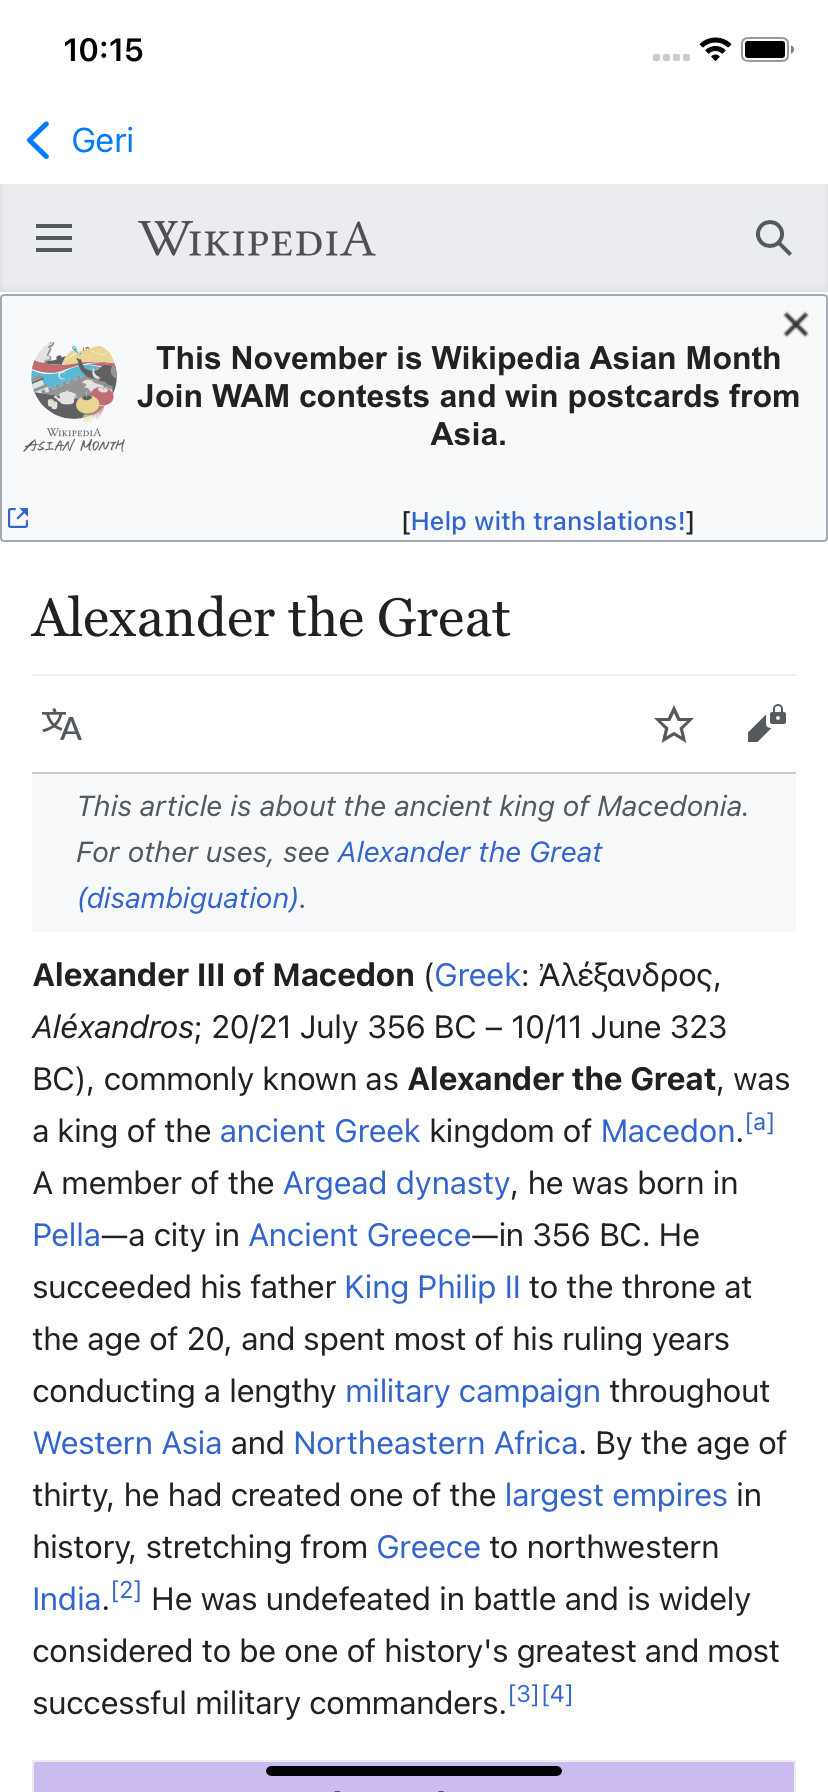 10:15
Geri
WIKIPEDIA
This November is Wikipedia Asian Month
Join WAM contests and win postcards from
Asia.
WIKIPEDIA
ASIAN MONTH
[Help with translations!]
Alexander the Great
文A
This article is about the ancient king of Macedonia.
For other uses, see Alexander the Great
(disambiguation).
Alexander III of Macedon (Greek: Ἀλέξανδρος,
Aléxandros; 20/21 July 356 BC – 10/11 June 323
BC), commonly known as Alexander the Great, was
a king of the ancient Greek kingdom of Macedon.[a]
A member of the Argead dynasty, he was born in
Pella—a city in Ancient Greece—in 356 BC. He
succeeded his father King Philip II to the throne at
the age of 20, and spent most of his ruling years
conducting a lengthy military campaign throughout
Western Asia and Northeastern Africa. By the age of
thirty, he had created one of the largest empires in
history, stretching from Greece to northwestern
India.[2] He was undefeated in battle and is widely
considered to be one of history's greatest and most
successful military commanders.[3][4]